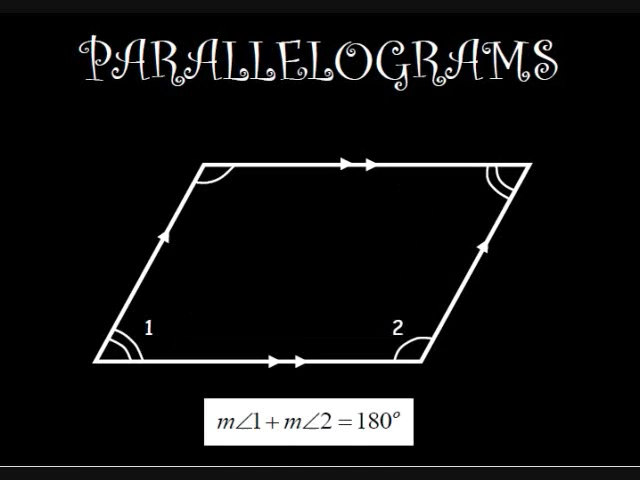 PARALLELOGRAMS
1 2
m∠1 + m∠2 = 180°